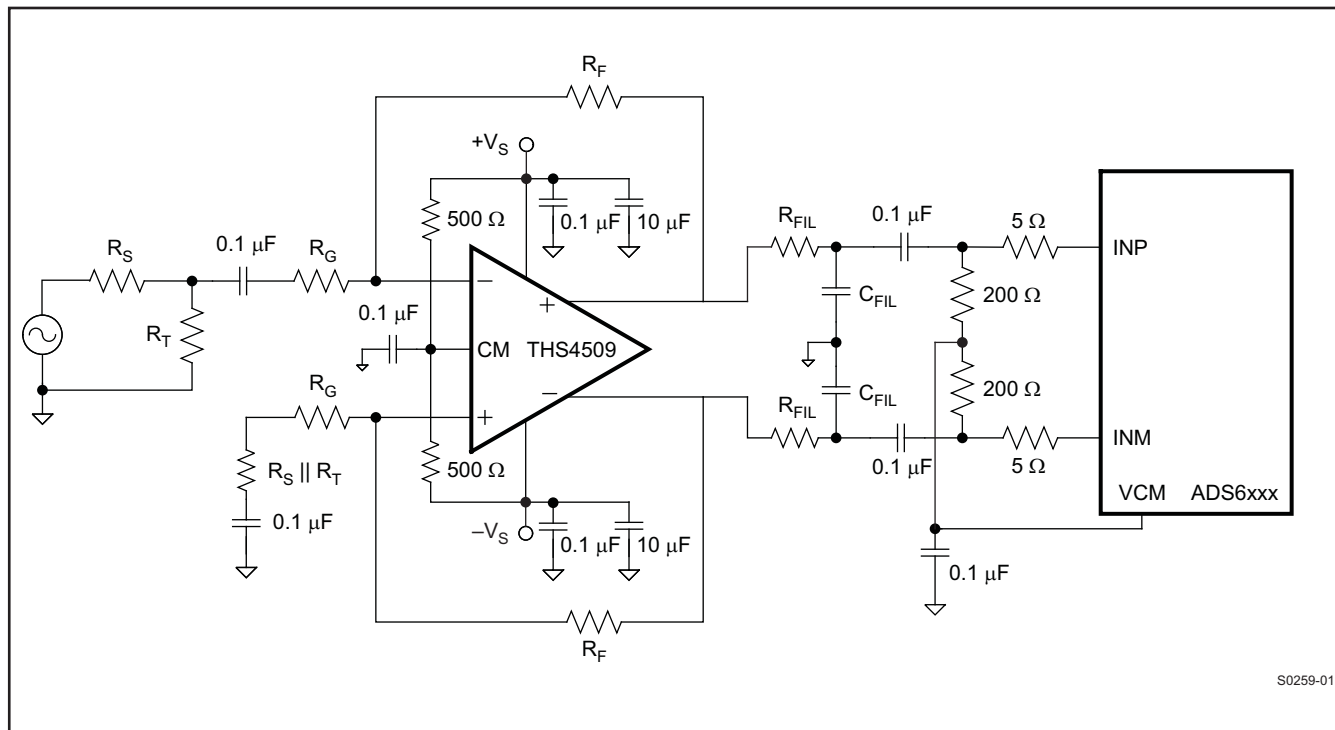 R_F
+V_S
500 Ω
0.1 µF
10 µF
R_FIL
0.1 µF
5 Ω
R_S
0.1 µF
R_G
−
+
INP
R_T
0.1 µF
C_FIL
200 Ω
CM
THS4509
R_G
C_FIL
200 Ω
−
+
R_FIL
INM
R_S || R_T
500 Ω
0.1 µF
5 Ω
0.1 µF
VCM
ADS6xxx
−V_S
0.1 µF
10 µF
0.1 µF
R_F
S0259-01